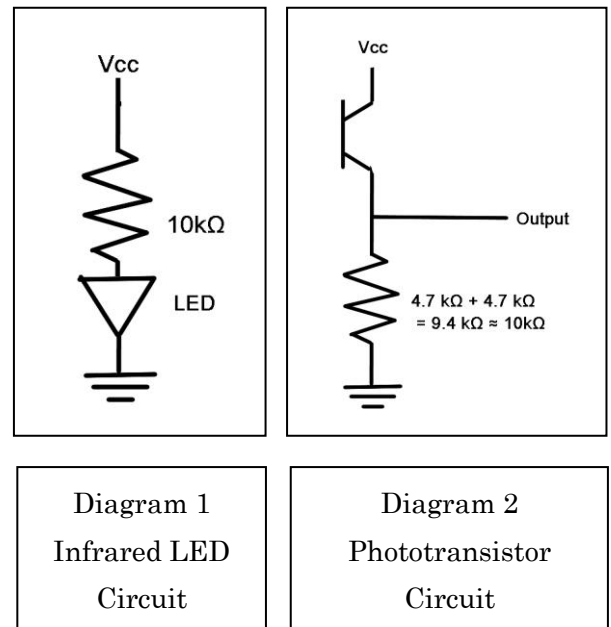 Vcc
10kΩ
LED
Vcc
Output
4.7 kΩ + 4.7 kΩ
= 9.4 kΩ ≈ 10kΩ
Diagram 1
Infrared LED
Circuit
Diagram 2
Phototransistor
Circuit